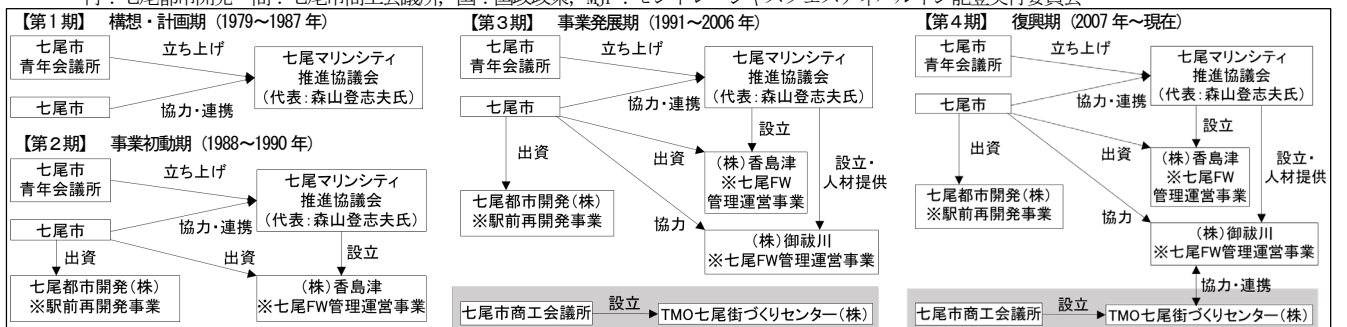 【第1期】 構想・計画期（1979～1987年）
七尾市
青年会議所
立ち上げ
七尾マリンシティ
推進協議会
（代表：森山登志夫氏）
七尾市
協力・連携
【第2期】 事業初動期（1988～1990年）
七尾市
青年会議所
立ち上げ
七尾マリンシティ
推進協議会
（代表：森山登志夫氏）
七尾市
協力・連携
出資
出資
設立
七尾都市開発（株）
※駅前再開発事業
（株）香島津
※七尾FW管理運営事業
【第3期】 事業発展期（1991～2006年）
七尾市
青年会議所
立ち上げ
七尾マリンシティ
推進協議会
（代表：森山登志夫氏）
七尾市
協力・連携
設立
出資
出資
（株）香島津
※七尾FW
管理運営事業
設立・
人材提供
七尾都市開発（株）
※駅前再開発事業
協力
（株）御祓川
※七尾FW管理運営事業
七尾市商工会議所
設立
TMO七尾街づくりセンター（株）
【第4期】 復興期（2007年～現在）
七尾市
青年会議所
立ち上げ
七尾マリンシティ
推進協議会
（代表：森山登志夫氏）
七尾市
協力・連携
設立
出資
出資
（株）香島津
※七尾FW
管理運営事業
設立・
人材提供
七尾都市開発（株）
※駅前再開発事業
協力
（株）御祓川
※七尾FW管理運営事業
協力・連携
七尾市商工会議所
設立
TMO七尾街づくりセンター（株）